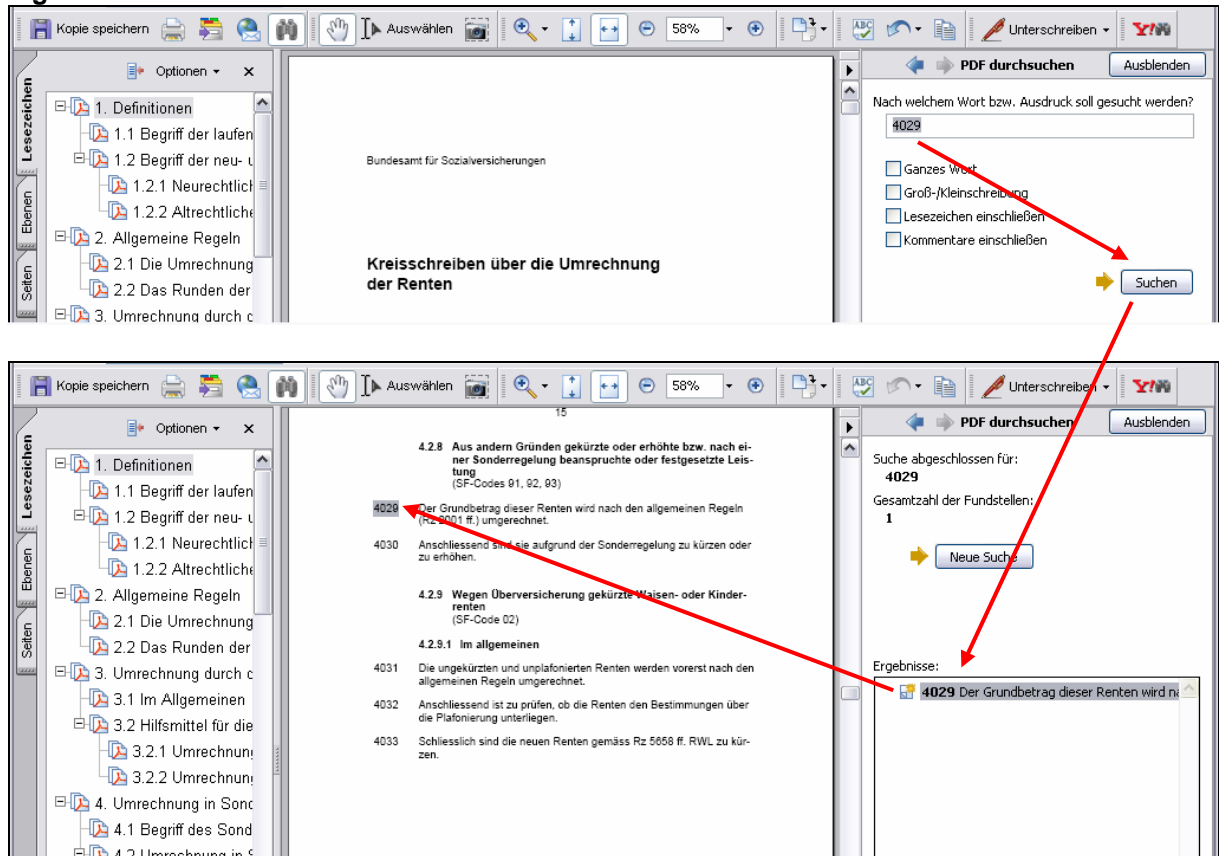 Kopie speichern Auswählen 58% Unterschreiben Y!
Lesezeichen
Ebenen
Seiten
Optionen x
1. Definitionen
1.1 Begriff der laufen
1.2 Begriff der neu- u
1.2.1 Neurechtlich
1.2.2 Altrechtliche
2. Allgemeine Regeln
2.1 Die Umrechnung
2.2 Das Runden der
3. Umrechnung durch d
Bundesamt für Sozialversicherungen
Kreisschreiben über die Umrechnung
der Renten
PDF durchsuchen Ausblenden
Nach welchem Wort bzw. Ausdruck soll gesucht werden?
4029
Ganzes Wort
Groß-/Kleinschreibung
Lesezeichen einschließen
Kommentare einschließen
Suchen
Kopie speichern Auswählen 58% Unterschreiben Y!
Lesezeichen
Ebenen
Seiten
Optionen x
1. Definitionen
1.1 Begriff der laufen
1.2 Begriff der neu- u
1.2.1 Neurechtlich
1.2.2 Altrechtliche
2. Allgemeine Regeln
2.1 Die Umrechnung
2.2 Das Runden der
3. Umrechnung durch d
3.1 Im Allgemeinen
3.2 Hilfsmittel für die
3.2.1 Umrechnung
3.2.2 Umrechnung
4. Umrechnung in Sond
4.1 Begriff des Sond
4.2 Umrechnung in S
15
4.2.8 Aus andern Gründen gekürzte oder erhöhte bzw. nach ei-
ner Sonderregelung beanspruchte oder festgesetzte Leis-
tung
(SF-Codes 91, 92, 93)
4029 Der Grundbetrag dieser Renten wird nach den allgemeinen Regeln
(Rz 2001 ff.) umgerechnet.
4030 Anschliessend sind sie aufgrund der Sonderregelung zu kürzen oder
zu erhöhen.
4.2.9 Wegen Überversicherung gekürzte Waisen- oder Kinder-
renten
(SF-Code 02)
4.2.9.1 Im allgemeinen
4031 Die ungekürzten und unplafonierten Renten werden vorerst nach den
allgemeinen Regeln umgerechnet.
4032 Anschliessend ist zu prüfen, ob die Renten den Bestimmungen über
die Plafonierung unterliegen.
4033 Schliesslich sind die neuen Renten gemäss Rz 5658 ff. RWL zu kür-
zen.
PDF durchsuchen Ausblenden
Suche abgeschlossen für:
4029
Gesamtzahl der Fundstellen:
1
Neue Suche
Ergebnisse:
4029 Der Grundbetrag dieser Renten wird na